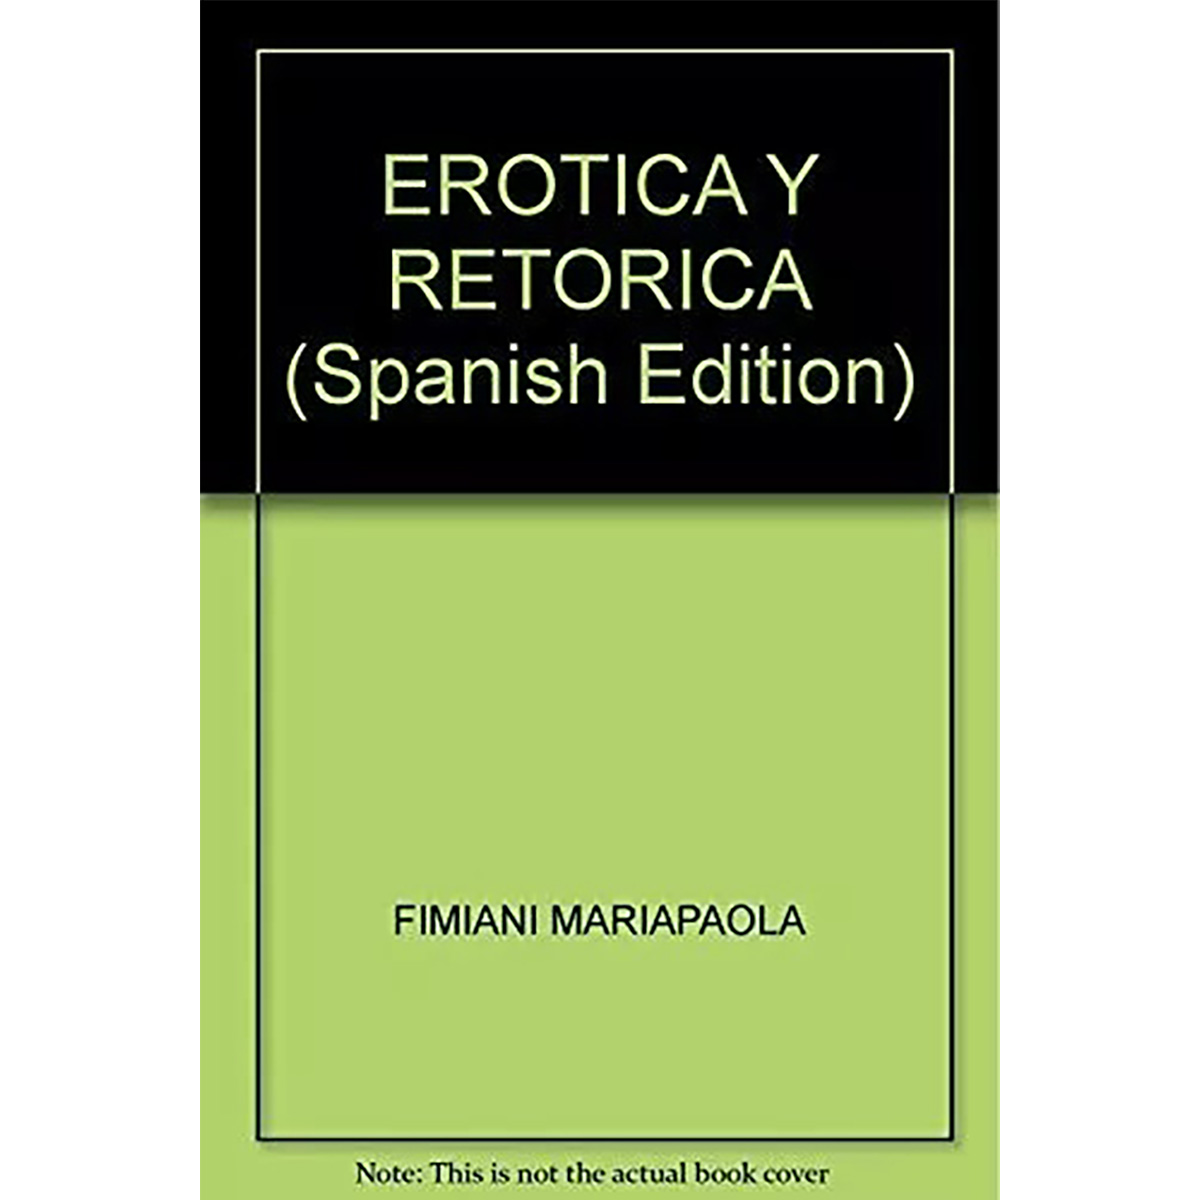 EROTICA Y
RETORICA
(Spanish Edition)
FIMIANI MARIAPAOLA
Note: This is not the actual book cover